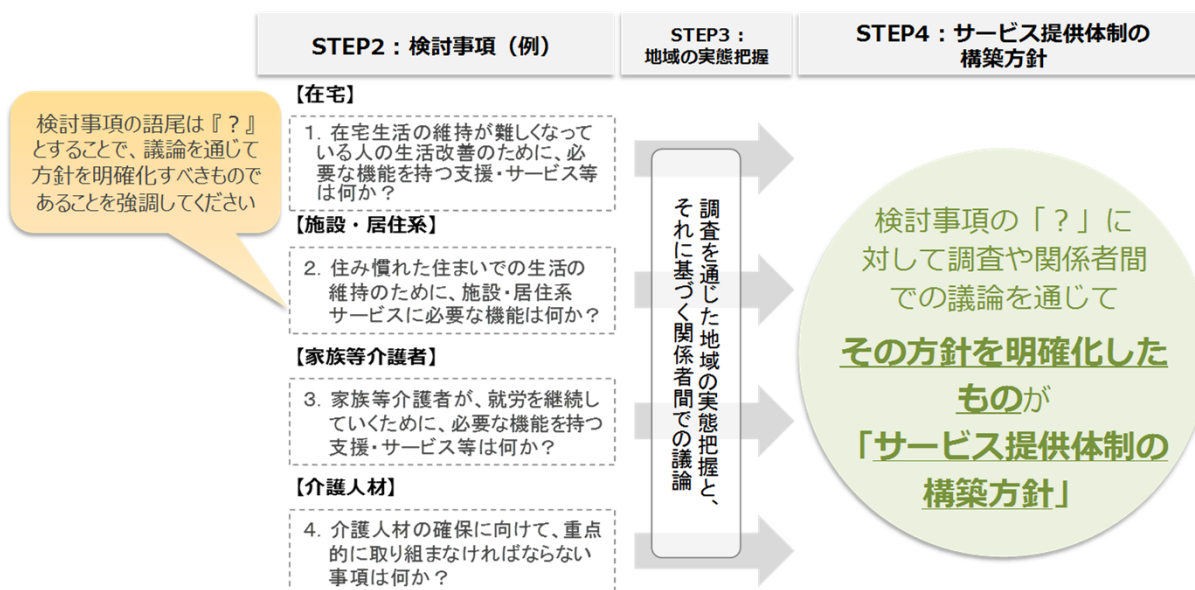 STEP2：検討事項（例）
STEP3：
地域の実態把握
STEP4：サービス提供体制の
構築方針
検討事項の語尾は『？』
とすることで、議論を通じて
方針を明確化すべきもので
あることを強調してください
【在宅】
1．在宅生活の維持が難しくなって
いる人の生活改善のために、必
要な機能を持つ支援・サービス等
は何か？
【施設・居住系】
2．住み慣れた住まいでの生活の
維持のために、施設・居住系
サービスに必要な機能は何か？
【家族等介護者】
3．家族等介護者が、就労を継続し
ていくために、必要な機能を持つ
支援・サービス等は何か？
【介護人材】
4．介護人材の確保に向けて、重点
的に取り組まなければならない
事項は何か？
調査を通じた地域の実態把握と、
それに基づく関係者間での議論
検討事項の「？」に
対して調査や関係者間
での議論を通じて
その方針を明確化した
ものが
「サービス提供体制の
構築方針」